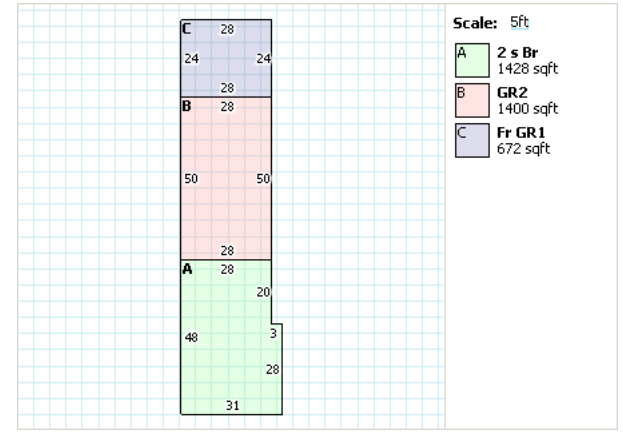 Scale: 5ft
A 2 s Br
1428 sqft
B GR2
1400 sqft
C Fr GR1
672 sqft
C 28
24 24
28
B 28
50 50
28
A 28
20
48 3
28
31